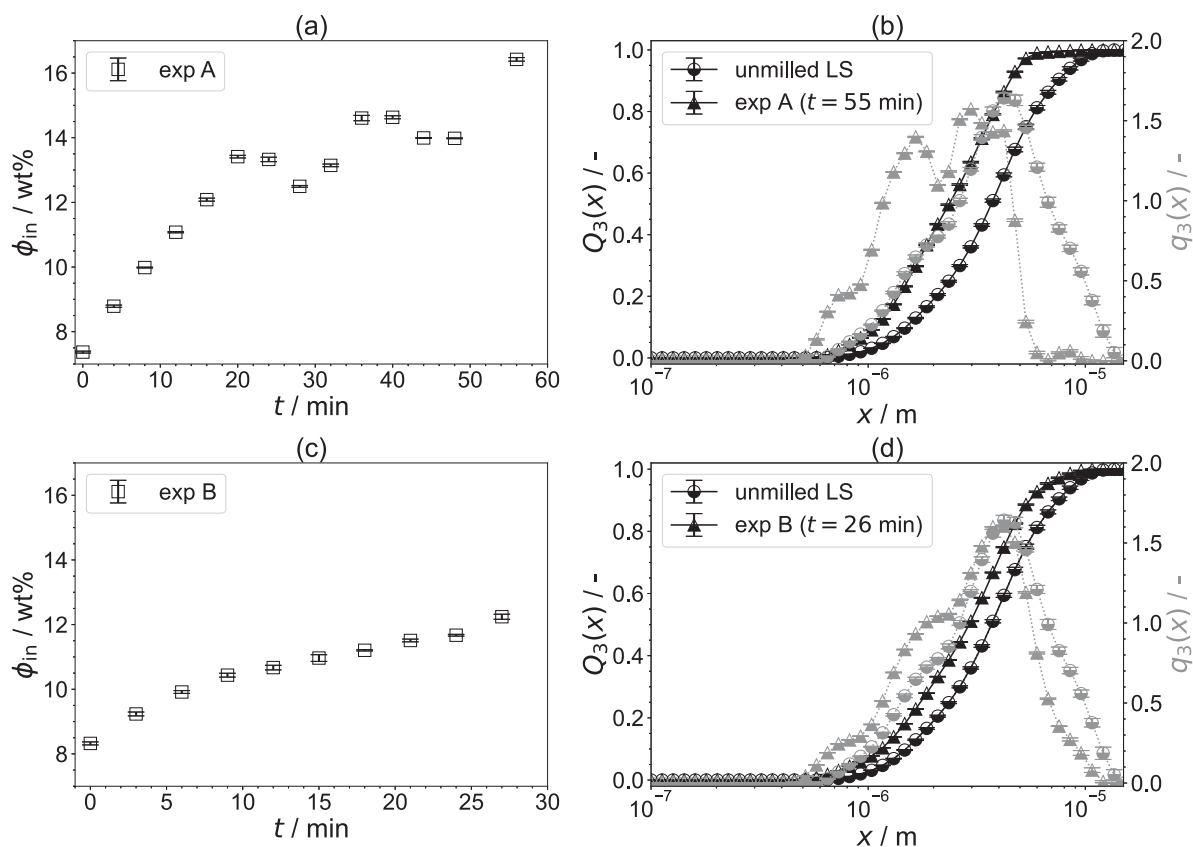 (a)
ϕin / wt%
16
14
12
10
8
exp A
0 10 20 30 40 50 60
t / min
(b)
Q3(x) / -
1.0
0.8
0.6
0.4
0.2
0.0
unmilled LS
exp A (t = 55 min)
2.0
1.5
1.0
0.5
0.0
q3(x) / -
10−7 10−6 10−5
x / m
(c)
ϕin / wt%
16
14
12
10
8
exp B
0 5 10 15 20 25 30
t / min
(d)
Q3(x) / -
1.0
0.8
0.6
0.4
0.2
0.0
unmilled LS
exp B (t = 26 min)
2.0
1.5
1.0
0.5
0.0
q3(x) / -
10−7 10−6 10−5
x / m